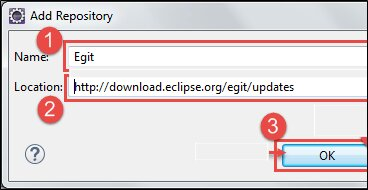 Add Repository
1
Name: Egit
Location: http://download.eclipse.org/egit/updates
2
3
? OK